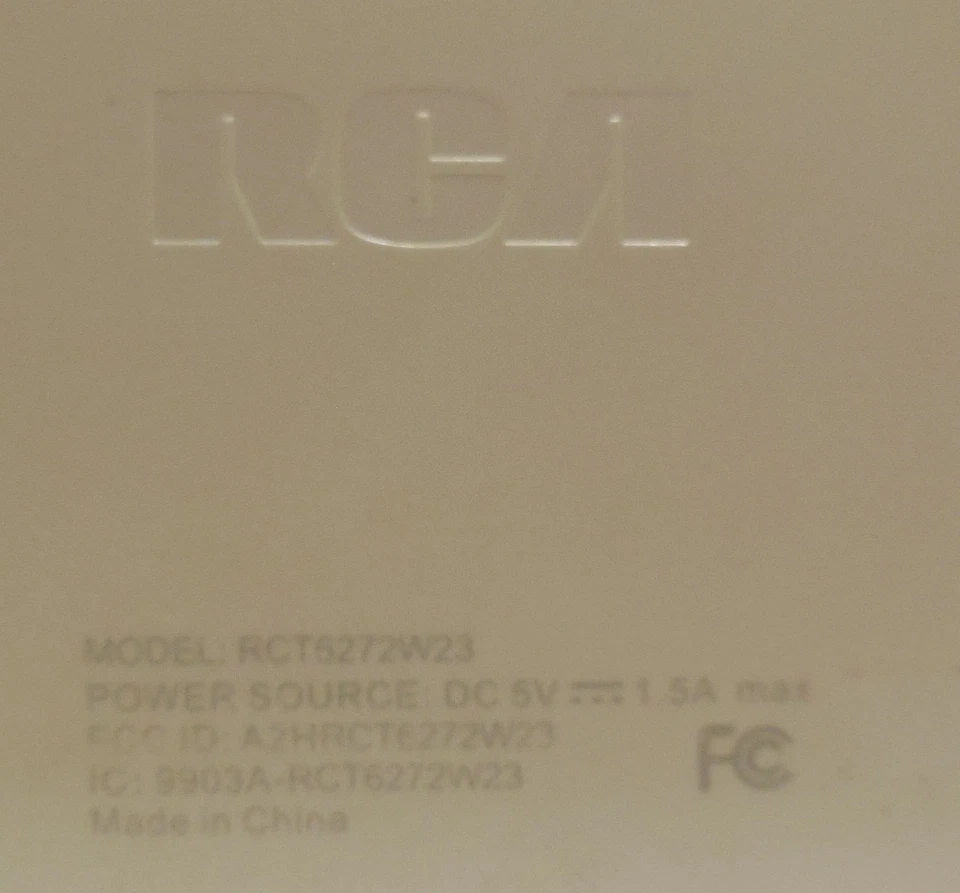 RCA
MODEL: RCT6272W23
POWER SOURCE: DC 5V ⎓ 1.5A max
FCC ID: A2HRCT6272W23
FC
IC: 9903A-RCT6272W23
Made in China